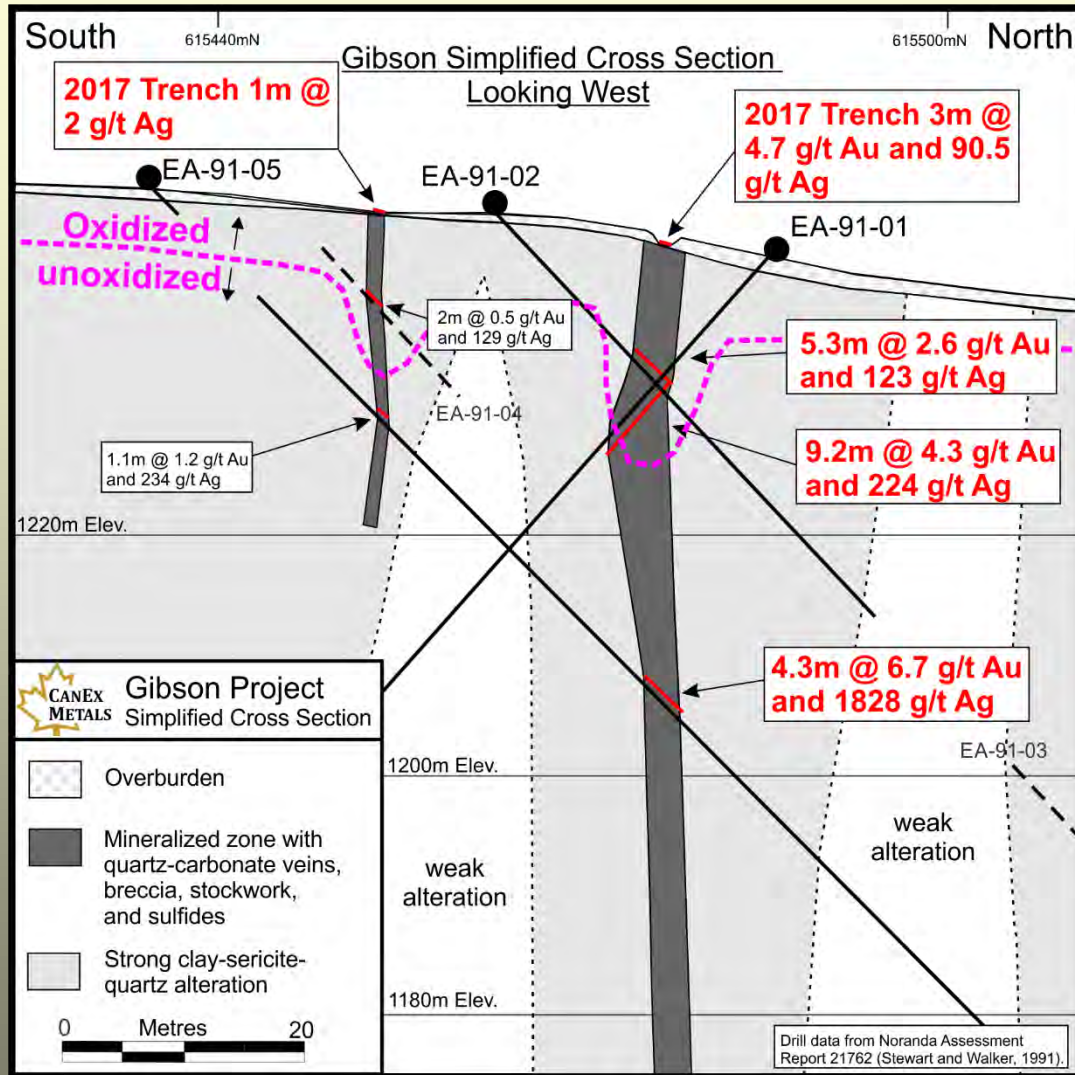 South
615440mN
615500mN
North
Gibson Simplified Cross Section
Looking West
2017 Trench 1m @
2 g/t Ag
2017 Trench 3m @
4.7 g/t Au and 90.5
g/t Ag
EA-91-05
EA-91-02
EA-91-01
Oxidized
unoxidized
2m @ 0.5 g/t Au
and 129 g/t Ag
5.3m @ 2.6 g/t Au
and 123 g/t Ag
EA-91-04
1.1m @ 1.2 g/t Au
and 234 g/t Ag
9.2m @ 4.3 g/t Au
and 224 g/t Ag
1220m Elev.
4.3m @ 6.7 g/t Au
and 1828 g/t Ag
EA-91-03
1200m Elev.
weak
alteration
weak
alteration
1180m Elev.
CANEX
METALS
Gibson Project
Simplified Cross Section
Overburden
Mineralized zone with
quartz-carbonate veins,
breccia, stockwork,
and sulfides
Strong clay-sericite-
quartz alteration
0 Metres 20
Drill data from Noranda Assessment
Report 21762 (Stewart and Walker, 1991).